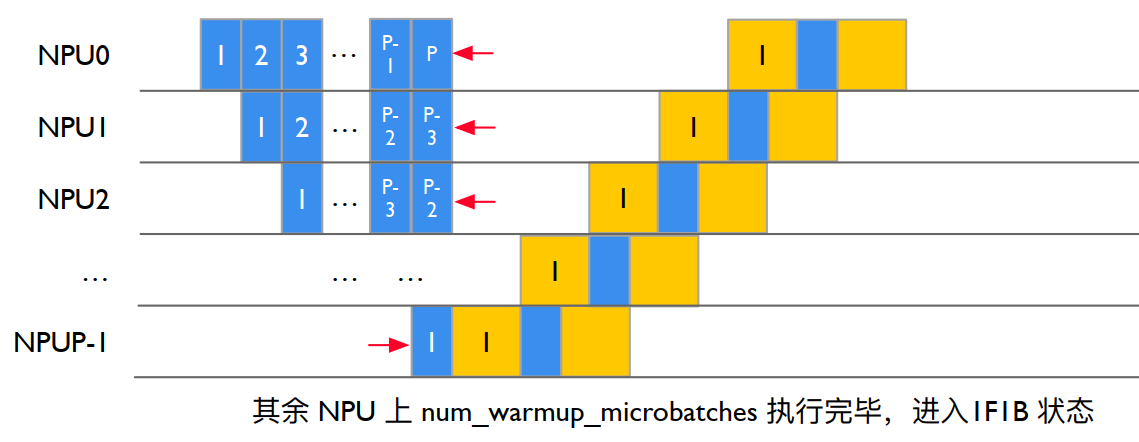 NPU0 1 2 3 … P-1 P 1
NPU1 1 2 … P-2 P-3 1
NPU2 1 … P-3 P-2 1
… … … 1
NPUP-1 1 1
其余 NPU 上 num_warmup_microbatches 执行完毕，进入1F1B 状态